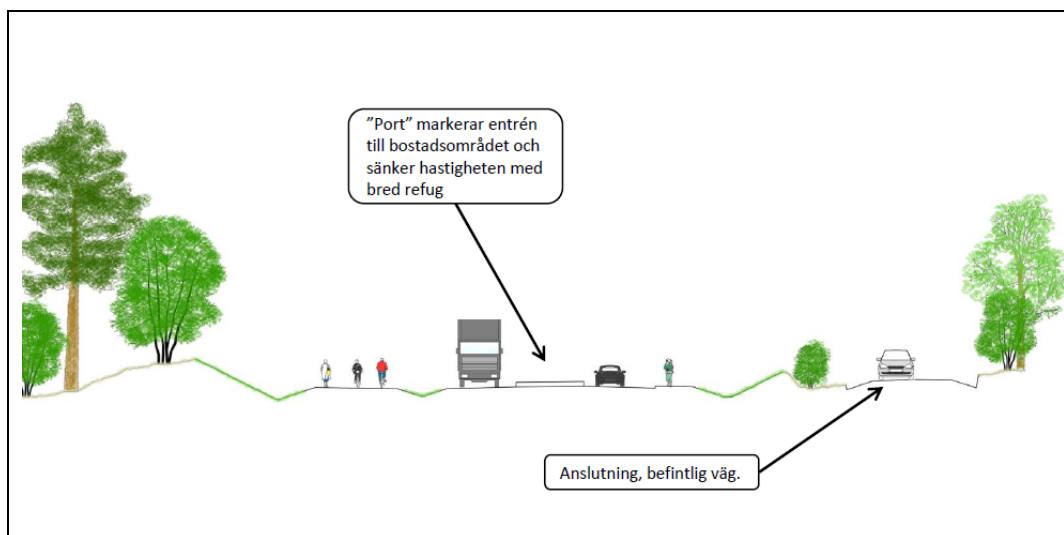 ”Port” markerar entrén
till bostadsområdet och
sänker hastigheten med
bred refug
Anslutning, befintlig väg.